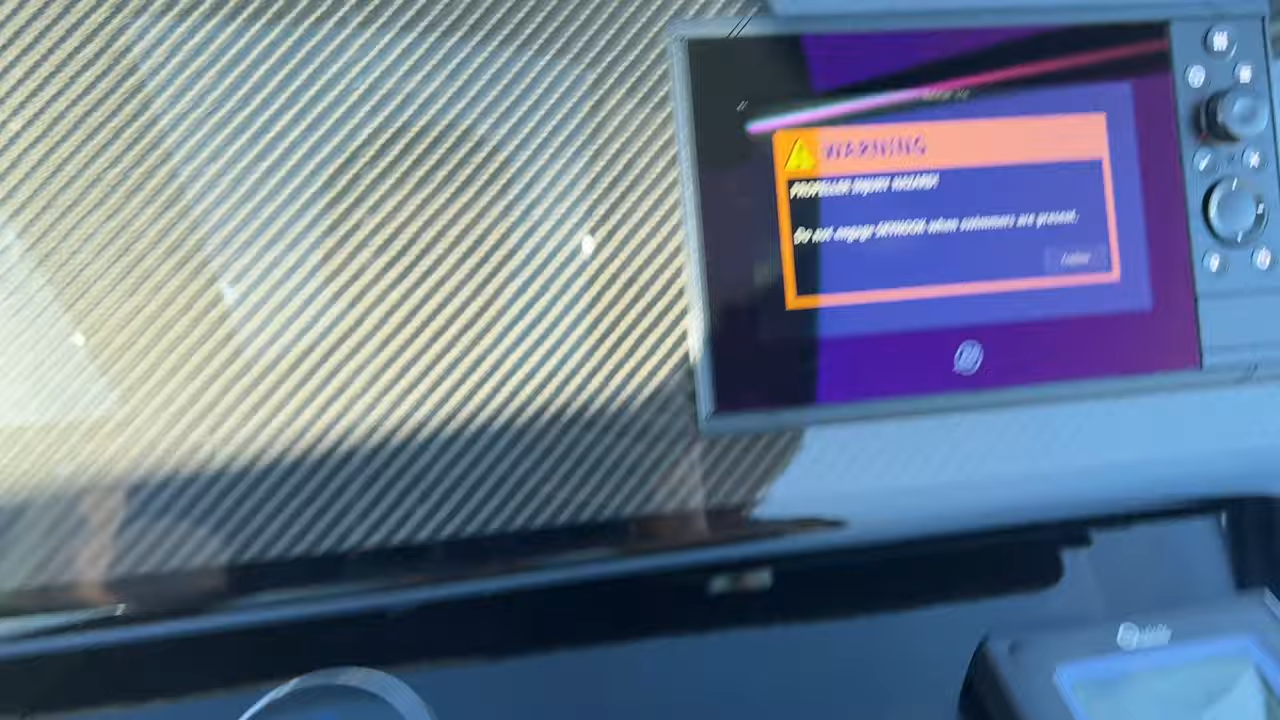 WARNING
PROPELLER INJURY HAZARD!
Do not engage SKYHOOK when swimmers are present.